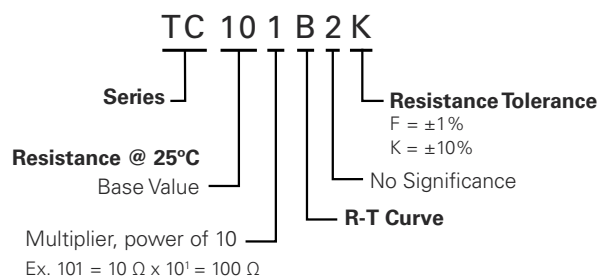 TC 10 1 B 2 K
Series
Resistance Tolerance
F = ±1%
K = ±10%
Resistance @ 25ºC
Base Value
No Significance
R-T Curve
Multiplier, power of 10
Ex. 101 = 10 Ω x 10¹ = 100 Ω